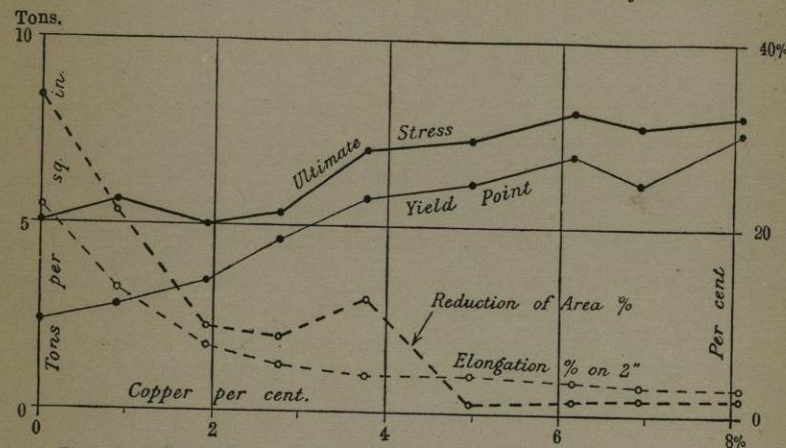 Tons.
10
40%
Tons per sq. in.
Ultimate Stress
Yield Point
5
20
Reduction of Area %
Per cent
Elongation % on 2"
Copper per cent.
0
0
0
2
4
6
8%